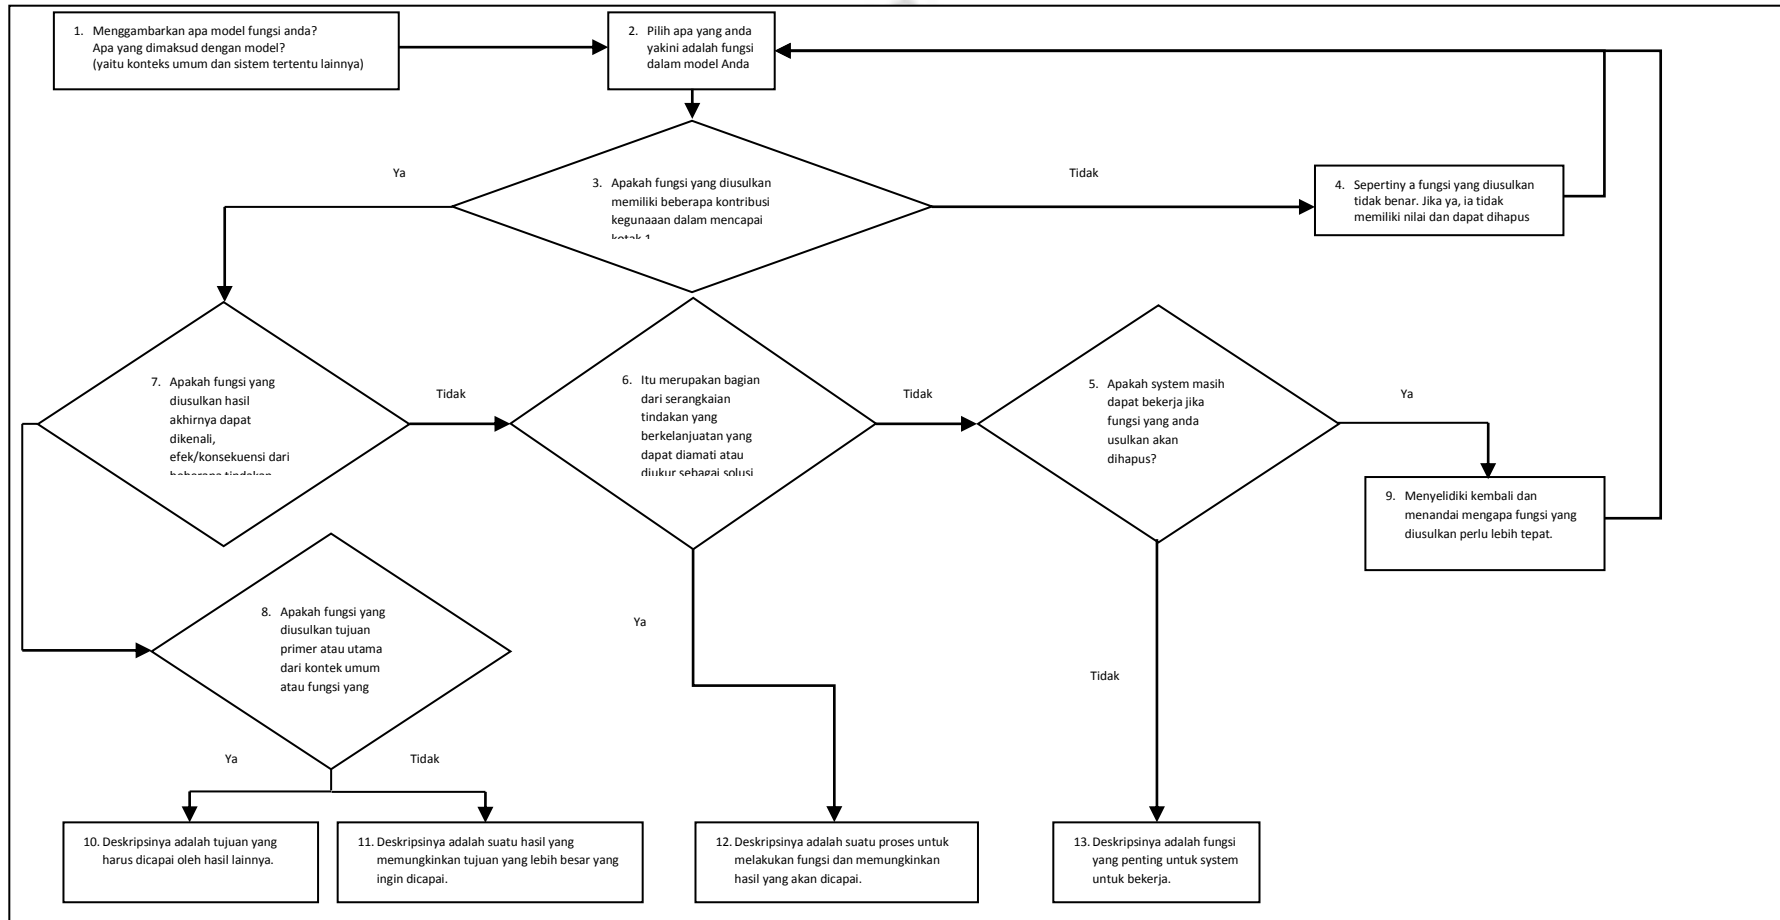 1. Menggambarkan apa model fungsi anda?
Apa yang dimaksud dengan model?
(yaitu konteks umum dan sistem tertentu lainnya)
2. Pilih apa yang anda
yakini adalah fungsi
dalam model Anda
Ya
Tidak
3. Apakah fungsi yang diusulkan
memiliki beberapa kontribusi
kegunaaan dalam mencapai
kotak 1
4. Sepertiny a fungsi yang diusulkan
tidak benar. Jika ya, ia tidak
memiliki nilai dan dapat dihapus
7. Apakah fungsi yang
diusulkan hasil
akhirnya dapat
dikenali,
efek/konsekuensi dari
beberapa tindakan
Tidak
6. Itu merupakan bagian
dari serangkaian
tindakan yang
berkelanjuatan yang
dapat diamati atau
diukur sebagai solusi
Tidak
5. Apakah system masih
dapat bekerja jika
fungsi yang anda
usulkan akan
dihapus?
Ya
9. Menyelidiki kembali dan
menandai mengapa fungsi yang
diusulkan perlu lebih tepat.
8. Apakah fungsi yang
diusulkan tujuan
primer atau utama
dari kontek umum
atau fungsi yang
Ya
Tidak
Ya
Tidak
10. Deskripsinya adalah tujuan yang
harus dicapai oleh hasil lainnya.
11. Deskripsinya adalah suatu hasil yang
memungkinkan tujuan yang lebih besar yang
ingin dicapai.
12. Deskripsinya adalah suatu proses untuk
melakukan fungsi dan memungkinkan
hasil yang akan dicapai.
13. Deskripsinya adalah fungsi
yang penting untuk system
untuk bekerja.